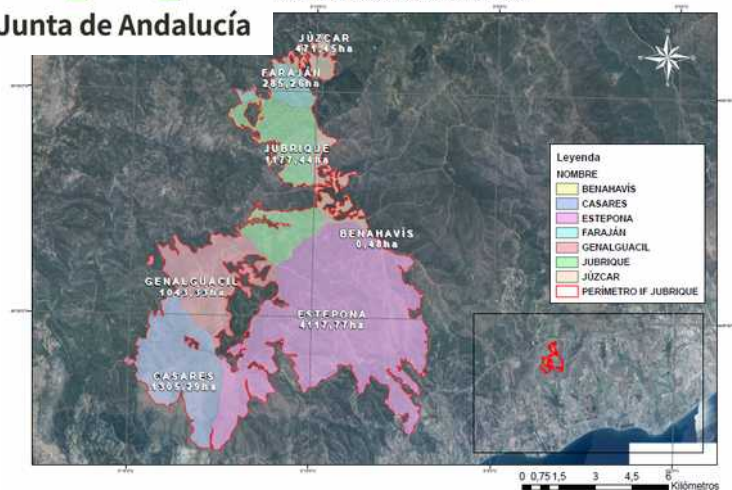 Junta de Andalucía
JÚZCAR
471,45ha
FARAJÁN
285,26ha
JUBRIQUE
1177,44ha
BENAHAVÍS
0,48ha
GENALGUACIL
1043,33ha
ESTEPONA
4117,77ha
CASARES
1305,29ha
Leyenda
NOMBRE
BENAHAVÍS
CASARES
ESTEPONA
FARAJÁN
GENALGUACIL
JUBRIQUE
JÚZCAR
PERÍMETRO IF JUBRIQUE
0 0,75 1,5 3 4,5 6
Kilómetros